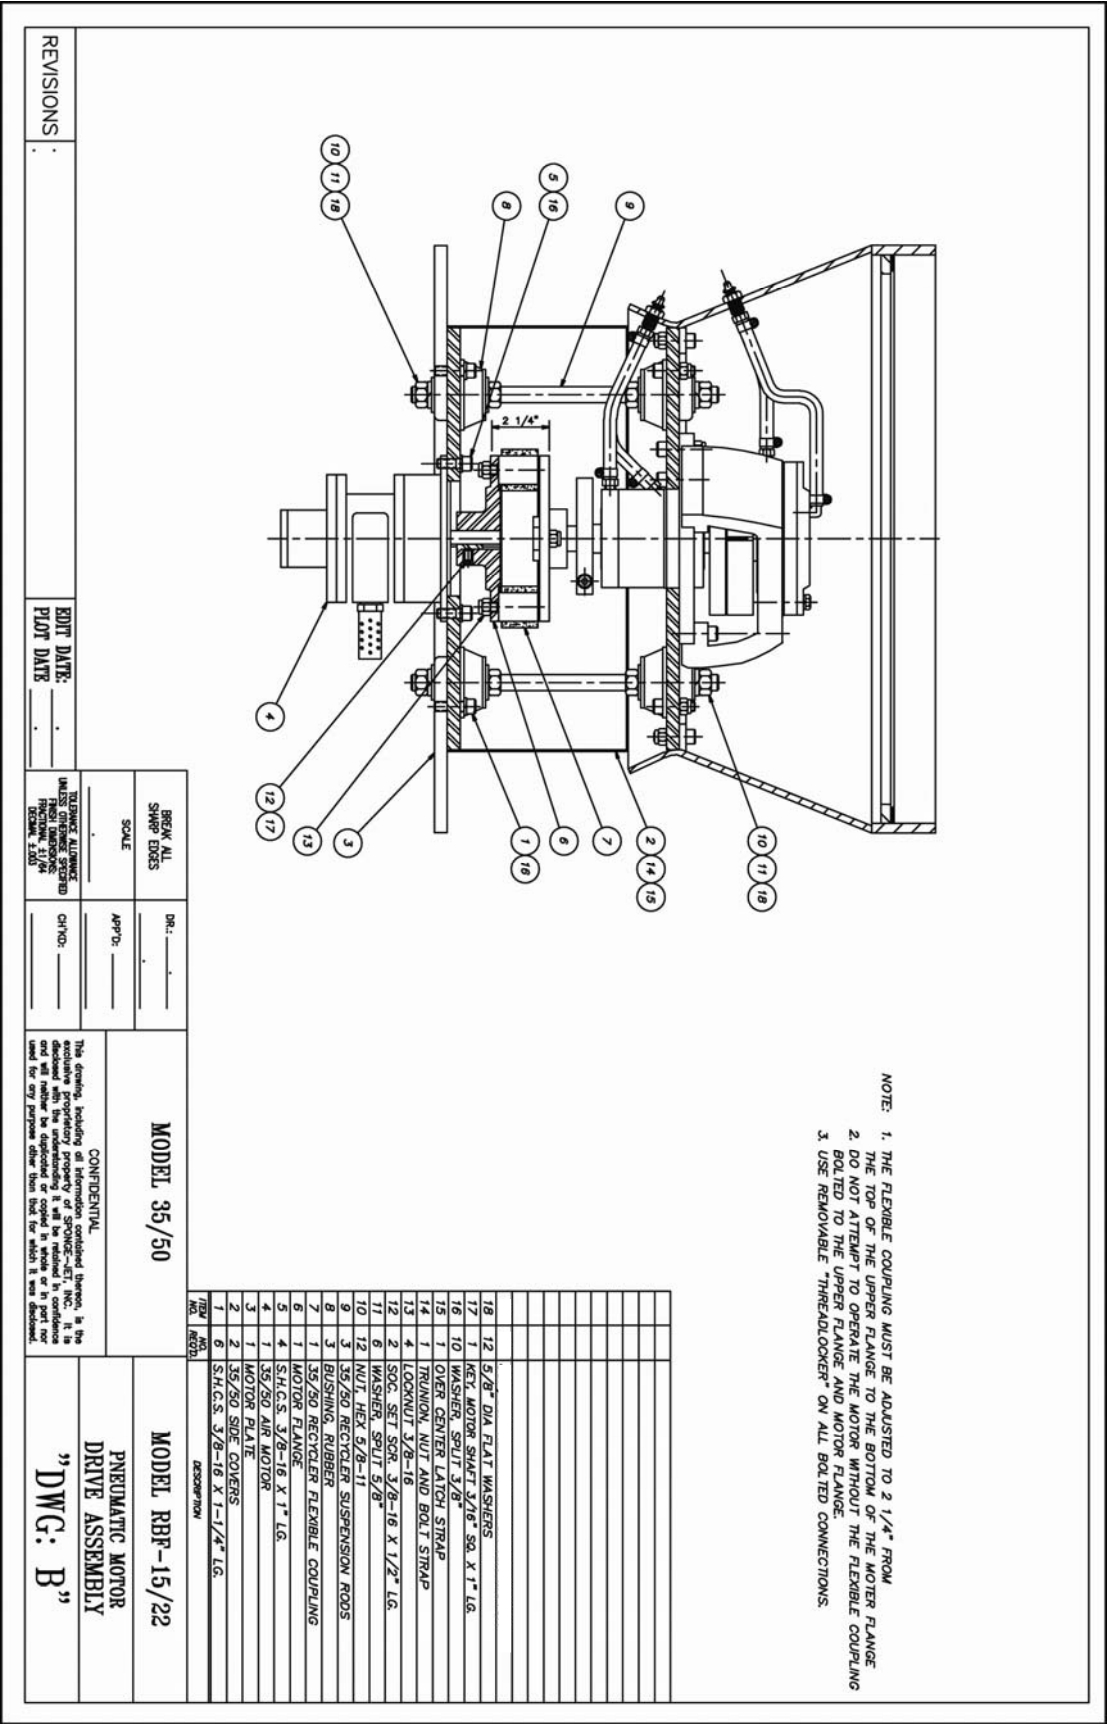 NOTE: 1. THE FLEXIBLE COUPLING MUST BE ADJUSTED TO 2 1/4" FROM
THE TOP OF THE UPPER FLANGE TO THE BOTTOM OF THE MOTER FLANGE
2. DO NOT ATTEMPT TO OPERATE THE MOTOR WITHOUT THE FLEXIBLE COUPLING
BOLTED TO THE UPPER FLANGE AND MOTOR FLANGE.
3. USE REMOVABLE "THREADLOCKER" ON ALL BOLTED CONNECTIONS.
10 11 18
2 14 15
1 16
7
6
13
3
12 17
4
9
5 16
8
10 11 18
2 1/4"
18 12 5/8" DIA FLAT WASHERS
17 1 KEY, MOTOR SHAFT 3/16" SQ. X 1" LG.
16 10 WASHER, SPLIT 3/8"
15 1 OVER CENTER LATCH STRAP
14 1 TRUNION, NUT AND BOLT STRAP
13 4 LOCKNUT 3/8-16
12 2 SOC. SET SCR. 3/8-16 X 1/2" LG.
11 6 WASHER, SPLIT 5/8"
10 12 NUT, HEX 5/8-11
9 3 35/50 RECYCLER SUSPENSION RODS
8 3 BUSHING, RUBBER
7 1 35/50 RECYCLER FLEXIBLE COUPLING
6 1 MOTOR FLANGE
5 4 S.H.C.S. 3/8-16 X 1" LG.
4 1 35/50 AIR MOTOR
3 1 MOTOR PLATE
2 2 35/50 SIDE COVERS
1 6 S.H.C.S. 3/8-16 X 1-1/4" LG.
ITEM NO. NO. REQ'D. DESCRIPTION
REVISIONS :
EDIT DATE:
PLOT DATE
BREAK ALL
SHARP EDGES
SCALE
TOLERANCE ALLOWANCE
UNLESS OTHERWISE SPECIFIED
FINISH DIMENSIONS:
FRACTIONAL ±1/64
DECIMAL ±.003
DR.:
APP'D:
CH'KD:
MODEL 35/50
CONFIDENTIAL
This drawing, including all information contained thereon, is the
exclusive proprietary property of SPONGE-JET, INC. It is
disclosed with the understanding it will be retained in confidence
and will neither be duplicated or copied in whole or in part nor
used for any purpose other than that for which it was disclosed.
MODEL RBF-15/22
PNEUMATIC MOTOR
DRIVE ASSEMBLY
"DWG: B"